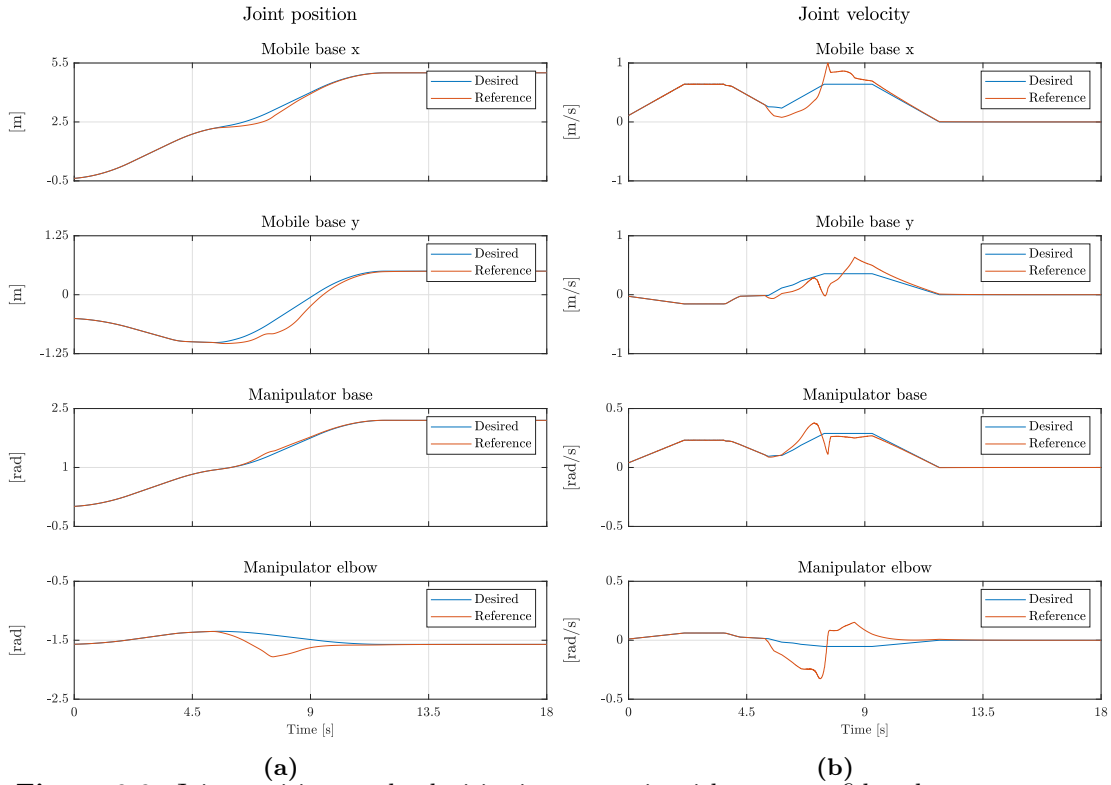 Joint position
Mobile base x
5.5
2.5
-0.5
[m]
Desired
Reference
Mobile base y
1.25
0
-1.25
[m]
Desired
Reference
Manipulator base
2.5
1
-0.5
[rad]
Desired
Reference
Manipulator elbow
-0.5
-1.5
-2.5
[rad]
Desired
Reference
0 4.5 9 13.5 18
Time [s]
(a)
Joint velocity
Mobile base x
1
0
-1
[m/s]
Desired
Reference
Mobile base y
1
0
-1
[m/s]
Desired
Reference
Manipulator base
0.5
0
-0.5
[rad/s]
Desired
Reference
Manipulator elbow
0.5
0
-0.5
[rad/s]
Desired
Reference
0 4.5 9 13.5 18
Time [s]
(b)